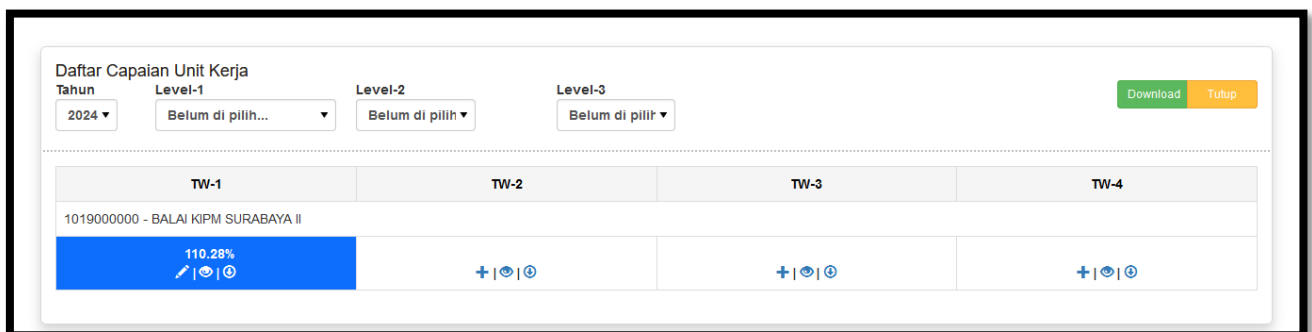 Daftar Capaian Unit Kerja
Tahun Level-1 Level-2 Level-3
2024 Belum di pilih... Belum di pilih Belum di pilih Download Tutup
TW-1 TW-2 TW-3 TW-4
1019000000 - BALAI KIPM SURABAYA II
110.28%